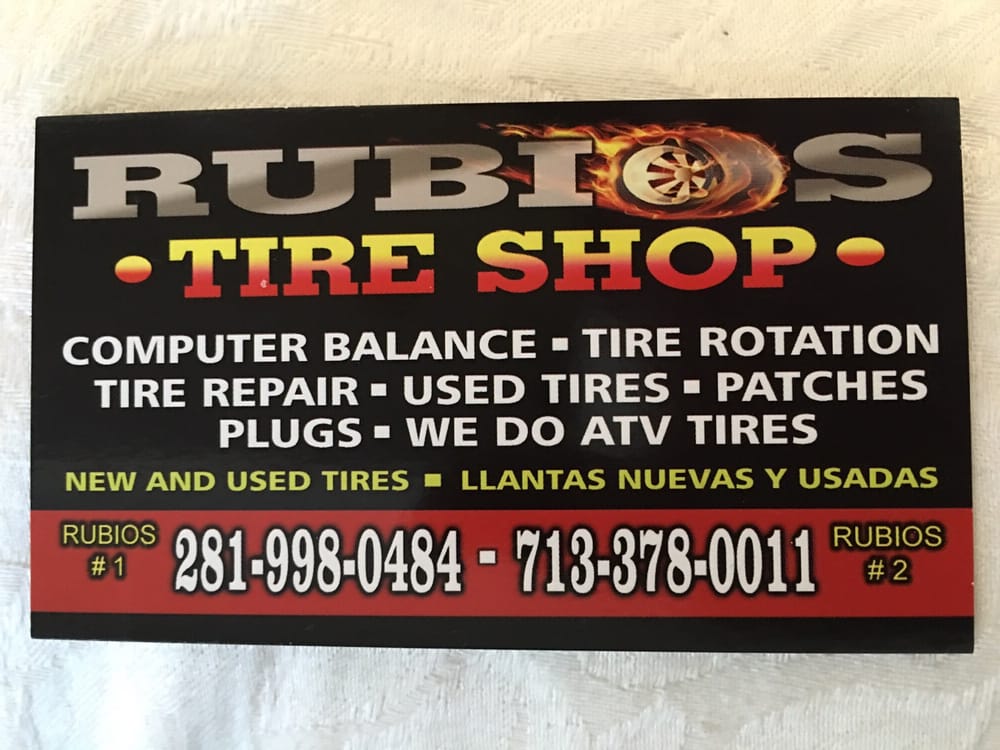 RUBIOS
• TIRE SHOP •
COMPUTER BALANCE ▪ TIRE ROTATION
TIRE REPAIR ▪ USED TIRES ▪ PATCHES
PLUGS ▪ WE DO ATV TIRES
NEW AND USED TIRES ▪ LLANTAS NUEVAS Y USADAS
RUBIOS #1 281-998-0484 - 713-378-0011 RUBIOS #2